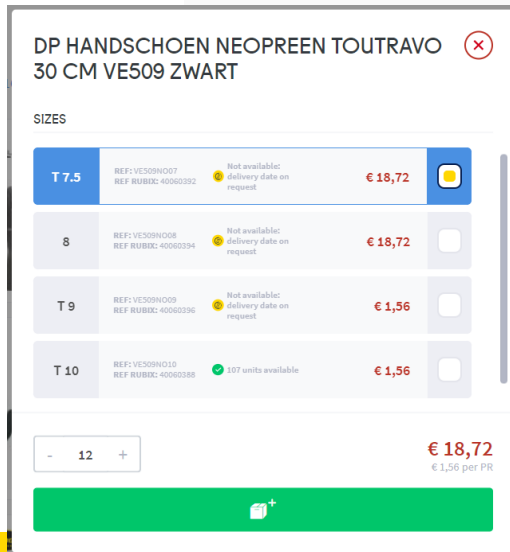 DP HANDSCHOEN NEOPREEN TOUTRAVO
30 CM VE509 ZWART
SIZES
T 7.5
REF: VE509NO07
REF RUBIX: 40060392
Not available:
delivery date on
request
€ 18,72
8
REF: VE509NO08
REF RUBIX: 40060394
Not available:
delivery date on
request
€ 18,72
T 9
REF: VE509NO09
REF RUBIX: 40060396
Not available:
delivery date on
request
€ 1,56
T 10
REF: VE509NO10
REF RUBIX: 40060388
107 units available
€ 1,56
- 12 +
€ 18,72
€ 1,56 per PR